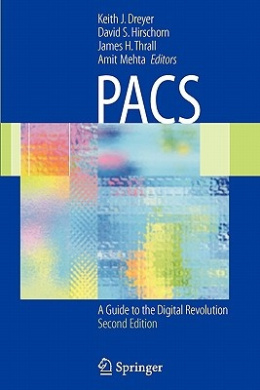 Keith J. Dreyer
David S. Hirschorn
James H. Thrall
Amit Mehta Editors
PACS
A Guide to the Digital Revolution
Second Edition
Springer